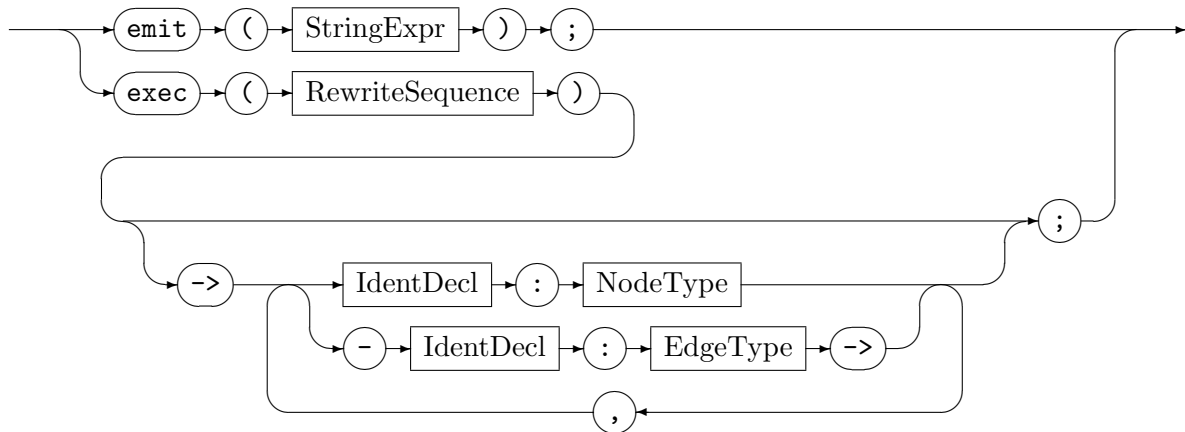 emit ( StringExpr ) ;
exec ( RewriteSequence )
;
-> IdentDecl : NodeType
- IdentDecl : EdgeType ->
,